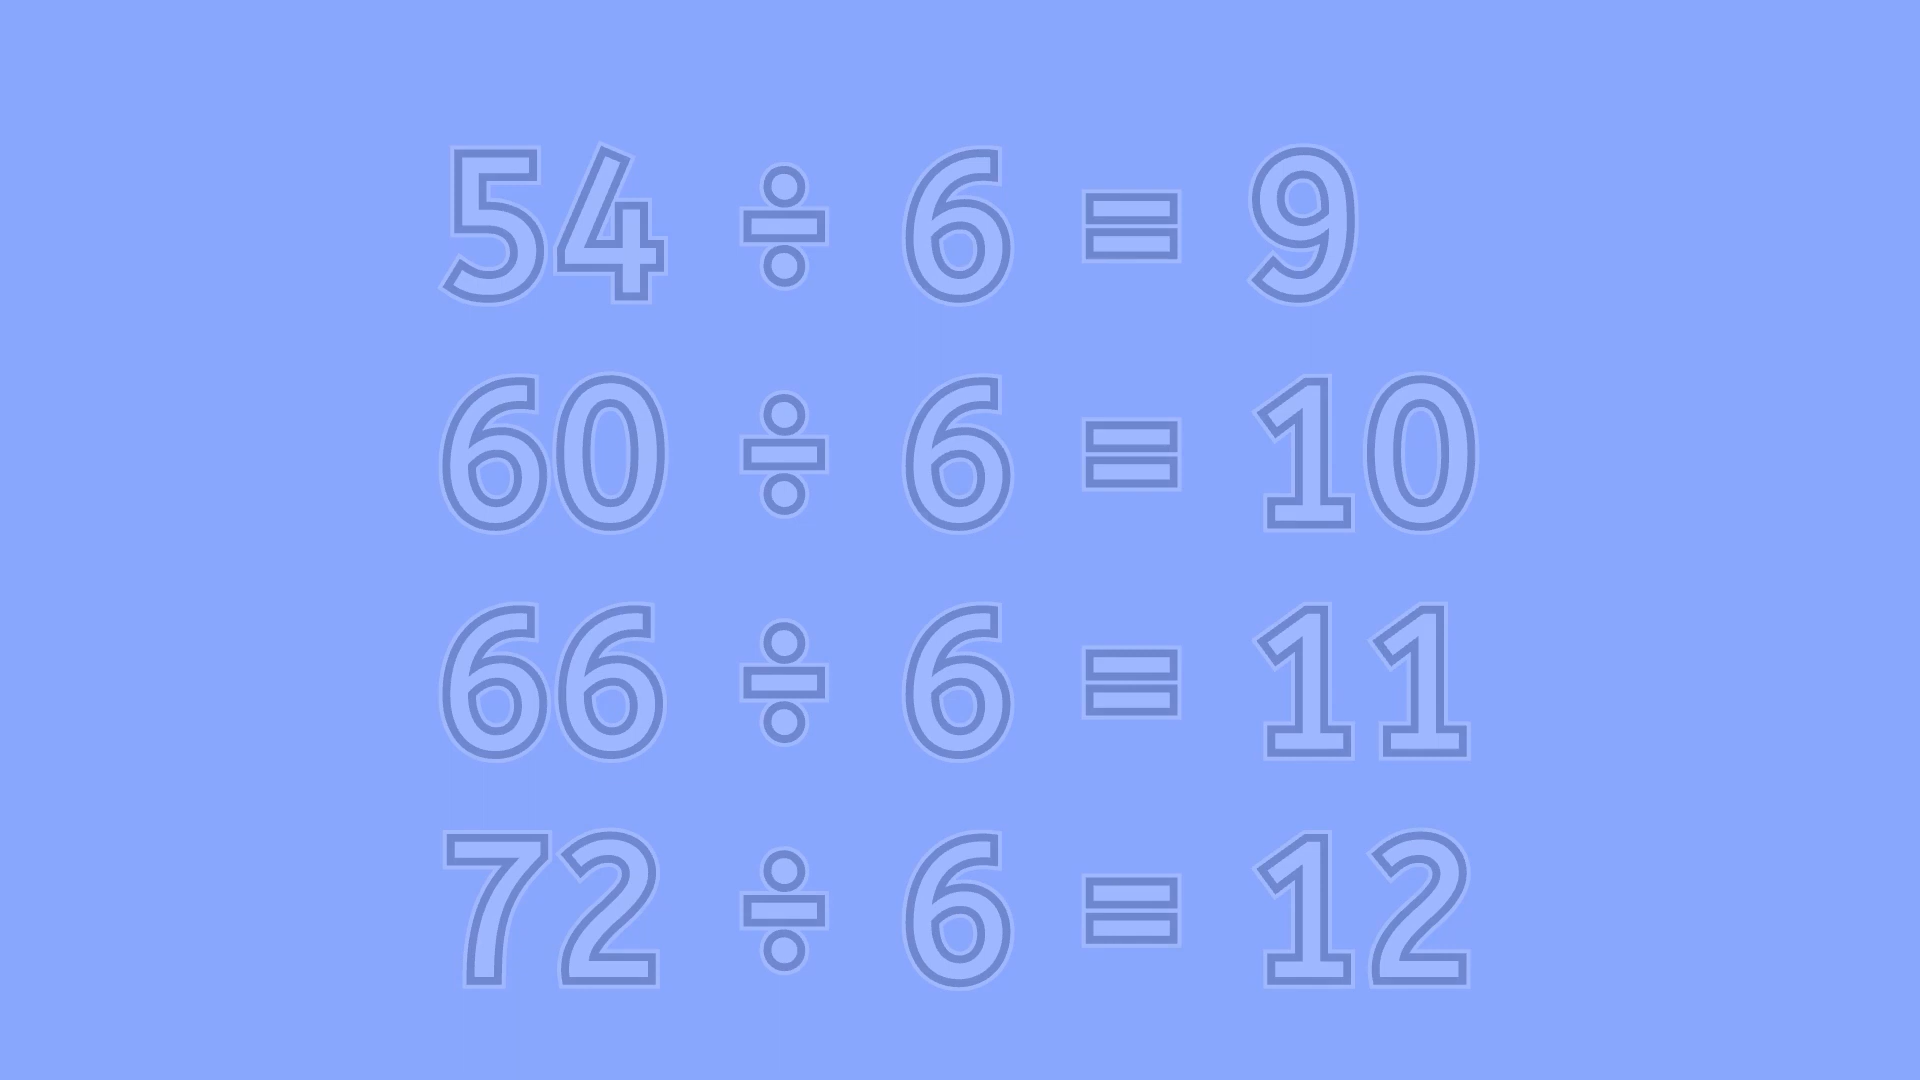 54 ÷ 6 = 9
60 ÷ 6 = 10
66 ÷ 6 = 11
72 ÷ 6 = 12